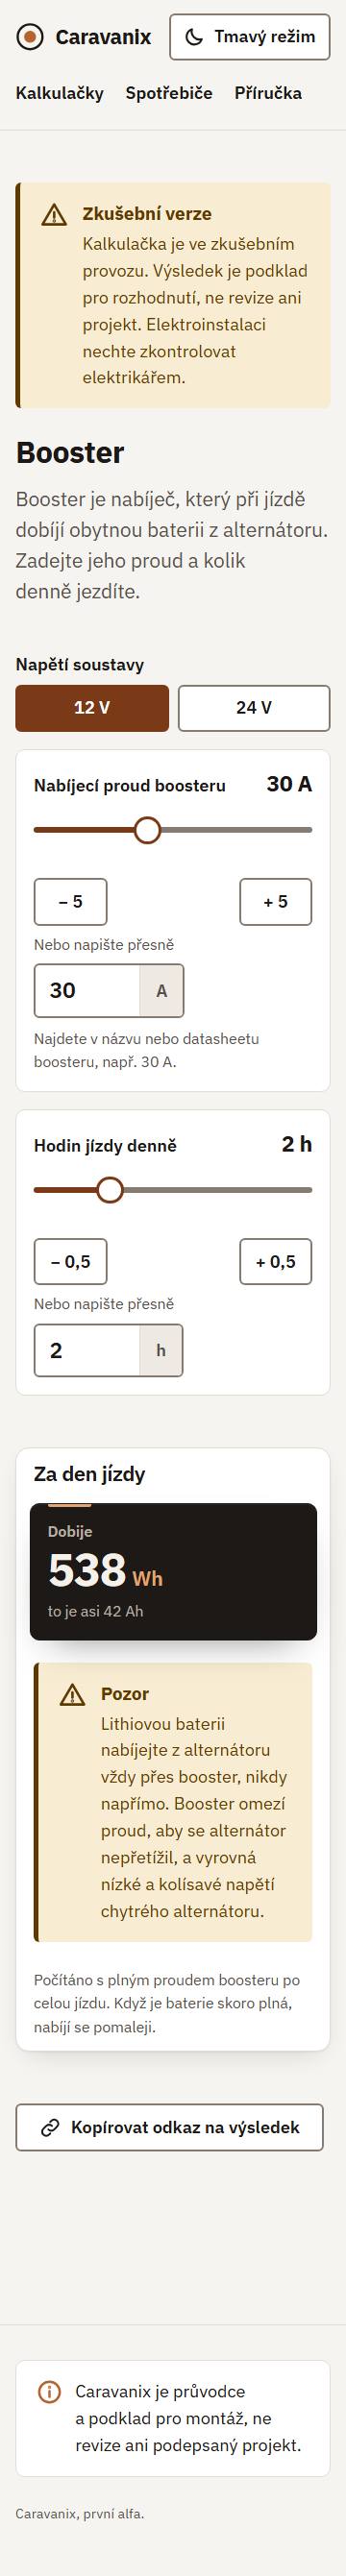 Caravanix
Tmavý režim
Kalkulačky Spotřebiče Příručka
Zkušební verze
Kalkulačka je ve zkušebním
provozu. Výsledek je podklad
pro rozhodnutí, ne revize ani
projekt. Elektroinstalaci
nechte zkontrolovat
elektrikářem.
Booster
Booster je nabíječ, který při jízdě
dobíjí obytnou baterii z alternátoru.
Zadejte jeho proud a kolik
denně jezdíte.
Napětí soustavy
12 V
24 V
Nabíjecí proud boosteru 30 A
− 5
+ 5
Nebo napište přesně
30 A
Najdete v názvu nebo datasheetu
boosteru, např. 30 A.
Hodin jízdy denně 2 h
− 0,5
+ 0,5
Nebo napište přesně
2 h
Za den jízdy
Dobije
538 Wh
to je asi 42 Ah
Pozor
Lithiovou baterii
nabíjejte z alternátoru
vždy přes booster, nikdy
napřímo. Booster omezí
proud, aby se alternátor
nepřetížil, a vyrovná
nízké a kolísavé napětí
chytrého alternátoru.
Počítáno s plným proudem boosteru po
celou jízdu. Když je baterie skoro plná,
nabíjí se pomaleji.
Kopírovat odkaz na výsledek
Caravanix je průvodce
a podklad pro montáž, ne
revize ani podepsaný projekt.
Caravanix, první alfa.